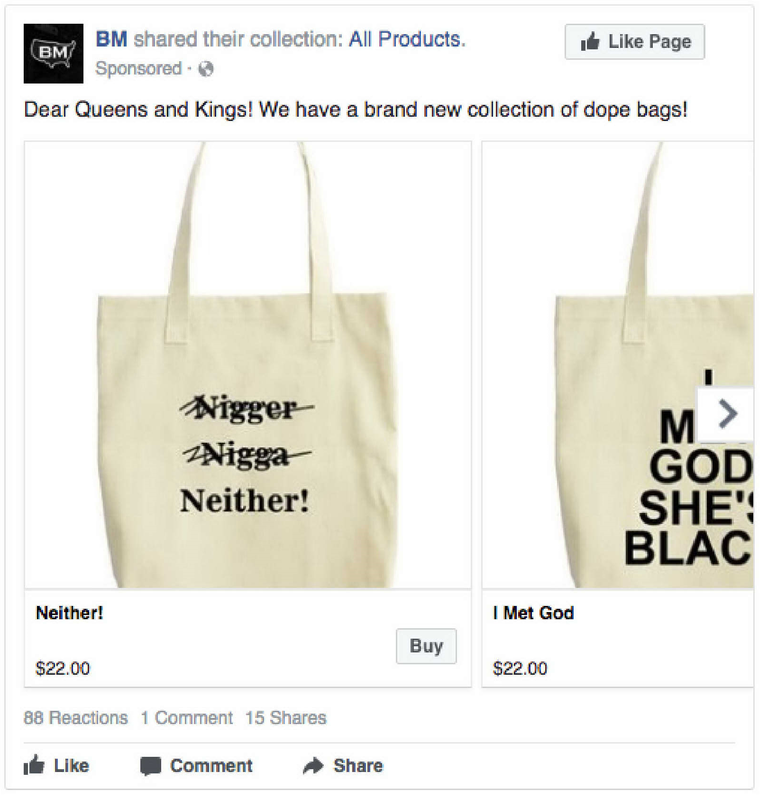 BM
BM shared their collection: All Products.
Like Page
Sponsored ·
Dear Queens and Kings! We have a brand new collection of dope bags!
Nigger
Nigga
Neither!
I
M
GOD
SHE'S
BLAC
Neither!
Buy
$22.00
I Met God
$22.00
88 Reactions 1 Comment 15 Shares
Like Comment Share